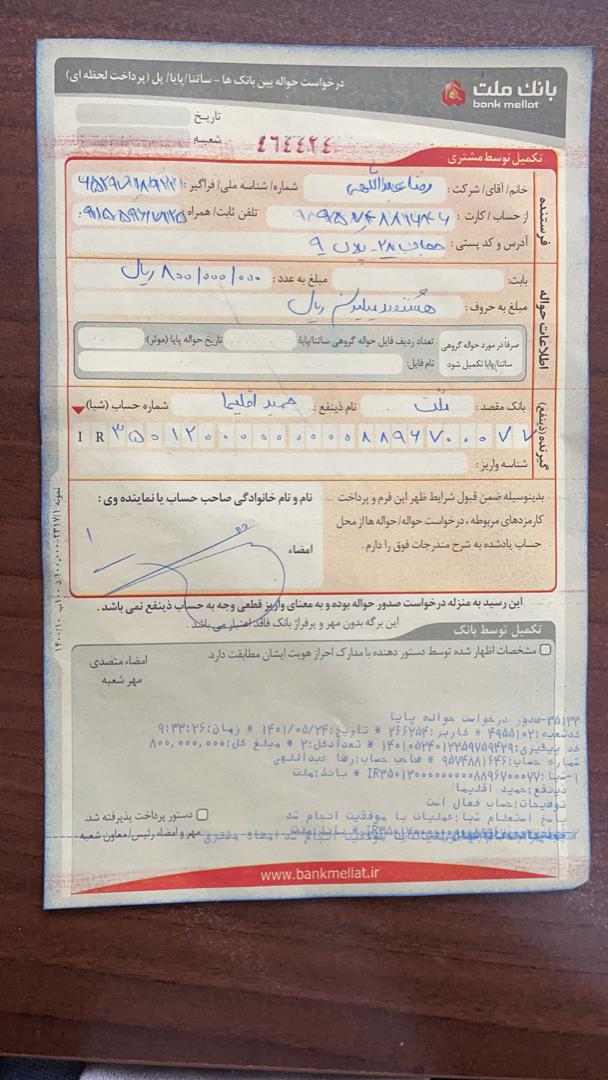 بانک ملت
bank mellat
درخواست حواله بین بانک ها - ساتنا/پایا/ پل (پرداخت لحظه ای)
تاریخ
شعبه
۴۶۴۴۲۴
تکمیل توسط مشتری
فرستنده
خانم/ آقای/ شرکت : رضا عبداللهی شماره/ شناسه ملی/ فراگیر :
از حساب/ کارت : تلفن ثابت/ همراه :
آدرس و کد پستی : پلاک ۹
اطلاعات حواله
بابت: مبلغ به عدد : ۸۰۰/۰۰۰/۰۰۰ ریال
مبلغ به حروف : هشتصد میلیون ریال
صرفاً در مورد حواله گروهی ساتنا/پایا تکمیل شود
تعداد ردیف فایل حواله گروهی ساتنا/پایا: تاریخ حواله پایا (موثر):
نام فایل:
گیرنده (ذینفع)
بانک مقصد : ملت نام ذینفع : حمید اقلیما شماره حساب (شبا)
IR ۳۵۰۱۲۰۰۰۰۰۰۰۰۰۰۸۸۹۶۷۰۰۰۷۷
شناسه واریز :
بدینوسیله ضمن قبول شرایط ظهر این فرم و پرداخت
کارمزدهای مربوطه ، درخواست حواله/ حواله ها از محل
حساب یادشده به شرح مندرجات فوق را دارم .
نام و نام خانوادگی صاحب حساب یا نماینده وی :
امضاء
این رسید به منزله درخواست صدور حواله بوده و به معنای واریز قطعی وجه به حساب ذینفع نمی باشد .
این برگه بدون مهر و پرفراژ بانک فاقد اعتبار می باشد .
تکمیل توسط بانک
مشخصات اظهار شده توسط دستور دهنده با مدارک احراز هویت ایشان مطابقت دارد.
امضاء متصدی
مهر شعبه
۳۵۱۳۳-صدور درخواست حواله پایا
کدشعبه:۴۹۵۵۱۰۲ * کاربر:۲۶۶۲۵۴ * تاریخ:۱۴۰۱/۰۵/۲۴ * زمان:۹:۳۳:۲۶
کد پیگیری:۱۴۰۱۰۵۲۴۰۱۲۲۵۹۷۵۹۴۲۹ * تعدادکل:۲ * مبلغ کل:۸۰۰,۰۰۰,۰۰۰
شماره حساب:۹۵۷۴۸۸۱۶۴۶ * صاحب حساب:رضا عبداللهی
۱-شبا:IR۳۵۰۱۲۰۰۰۰۰۰۰۰۰۰۸۸۹۶۷۰۰۰۷۷ * بانک:ملت
ذینفع:حمید اقلیما
توضیحات:حساب فعال است
پاسخ استعلام شبا:عملیات با موفقیت انجام شد
دستور پرداخت پذیرفته شد.
مهر و امضاء رئیس/ معاون شعبه
www.bankmellat.ir